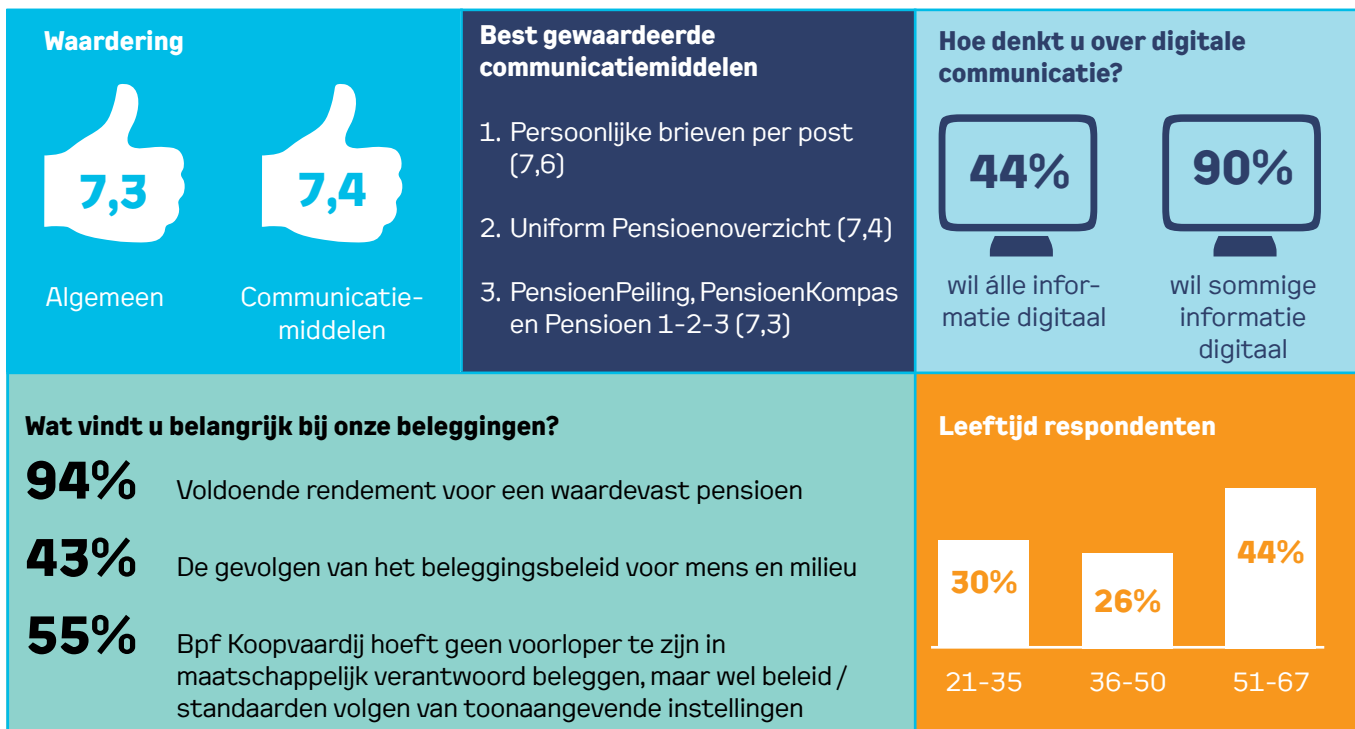 Waardering
7,3
7,4
Algemeen
Communicatie-
middelen
Best gewaardeerde
communicatiemiddelen
1. Persoonlijke brieven per post
(7,6)
2. Uniform Pensioenoverzicht (7,4)
3. PensioenPeiling, PensioenKompas
en Pensioen 1-2-3 (7,3)
Hoe denkt u over digitale
communicatie?
44%
90%
wil álle infor-
matie digitaal
wil sommige
informatie
digitaal
Wat vindt u belangrijk bij onze beleggingen?
94% Voldoende rendement voor een waardevast pensioen
43% De gevolgen van het beleggingsbeleid voor mens en milieu
55% Bpf Koopvaardij hoeft geen voorloper te zijn in
maatschappelijk verantwoord beleggen, maar wel beleid /
standaarden volgen van toonaangevende instellingen
Leeftijd respondenten
30%
26%
44%
21-35
36-50
51-67